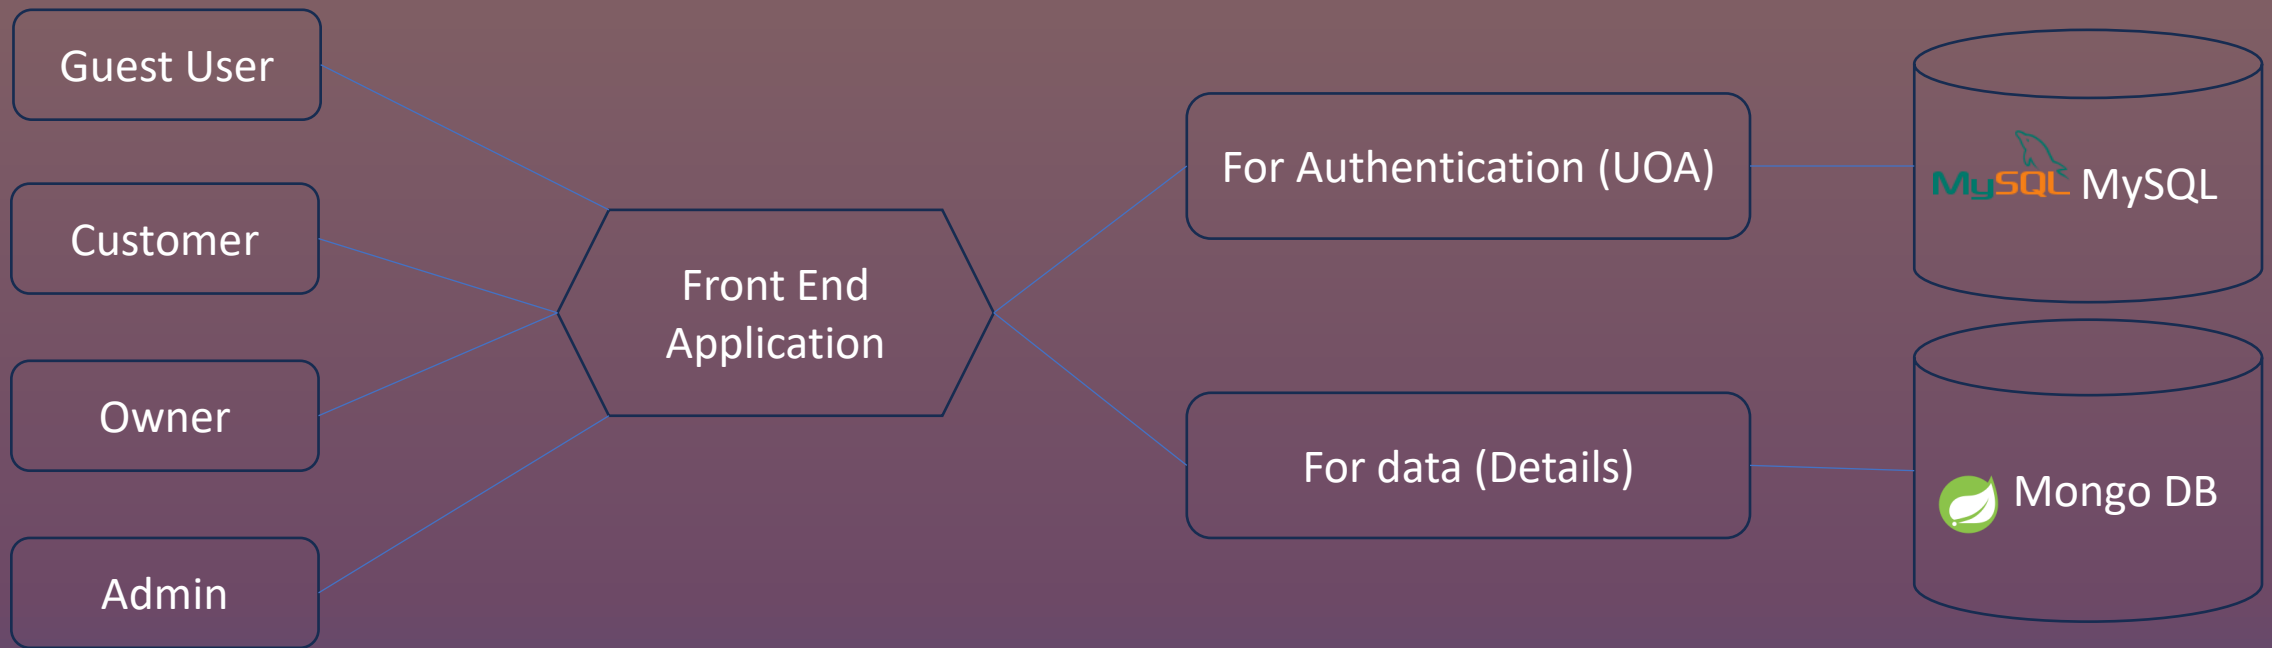 Guest User
Customer
Owner
Admin
Front End
Application
For Authentication (UOA)
For data (Details)
MySQL MySQL
Mongo DB